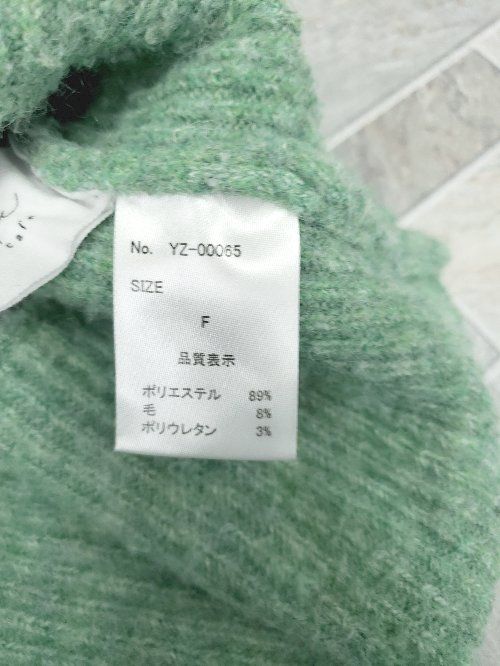 No. YZ-00065
SIZE
F
品質表示
ポリエステル 89%
毛 8%
ポリウレタン 3%